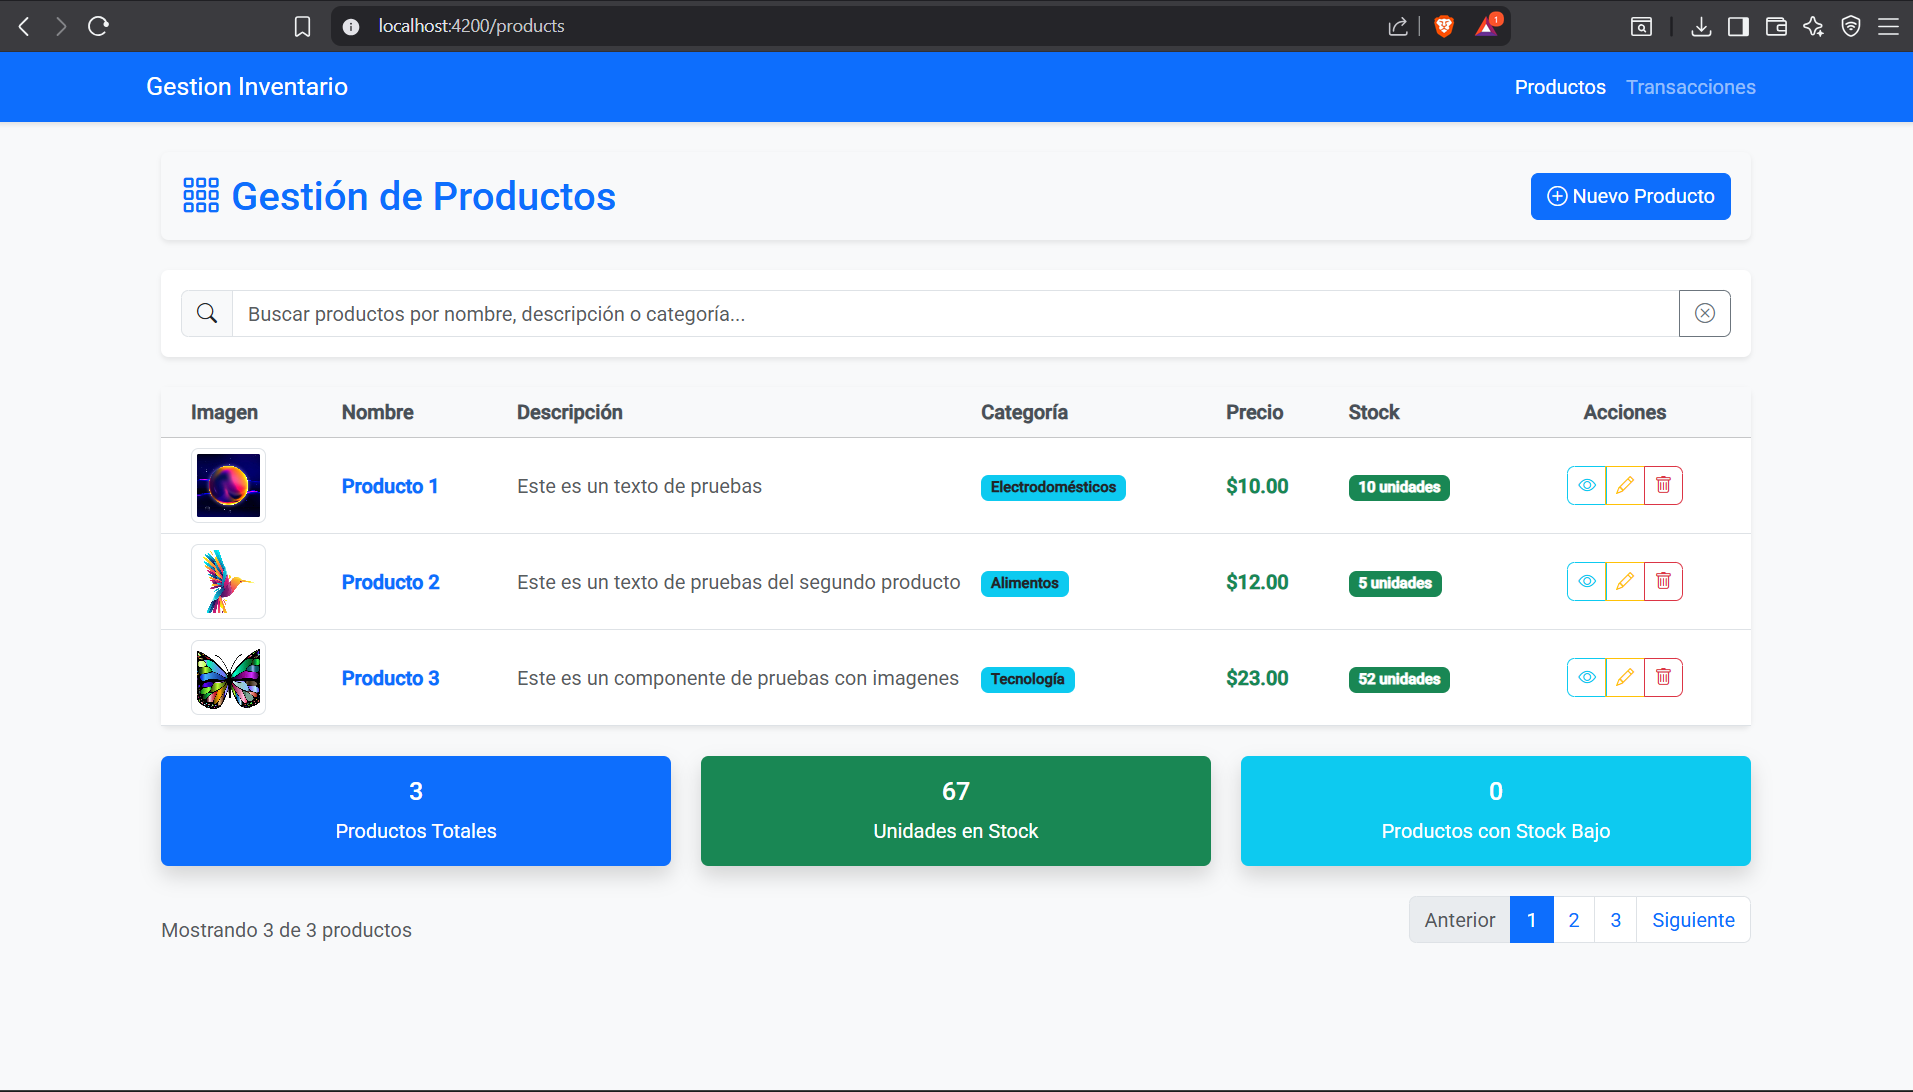 localhost:4200/products
1
Gestion Inventario
Productos Transacciones
Gestión de Productos
Nuevo Producto
Buscar productos por nombre, descripción o categoría...
Imagen Nombre Descripción Categoría Precio Stock Acciones
Producto 1 Este es un texto de pruebas Electrodomésticos $10.00 10 unidades
Producto 2 Este es un texto de pruebas del segundo producto Alimentos $12.00 5 unidades
Producto 3 Este es un componente de pruebas con imagenes Tecnología $23.00 52 unidades
3
Productos Totales
67
Unidades en Stock
0
Productos con Stock Bajo
Mostrando 3 de 3 productos
Anterior 1 2 3 Siguiente